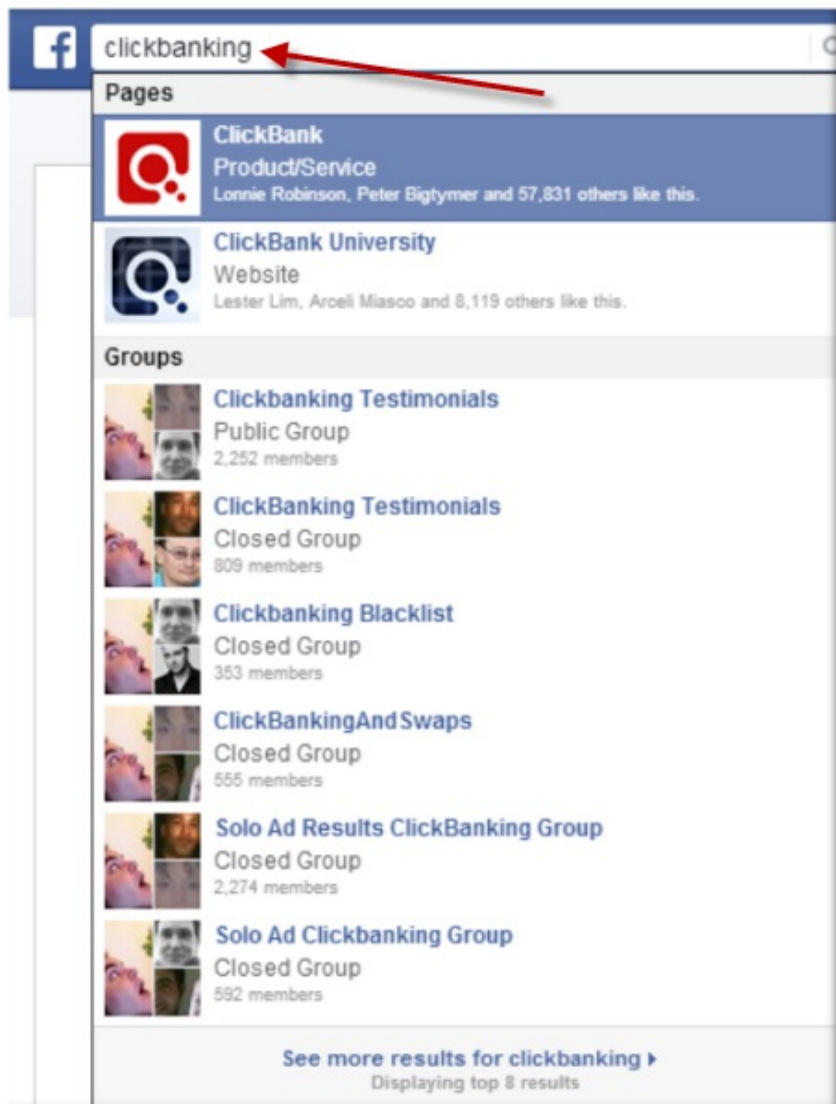 f
clickbanking
Pages
ClickBank
Product/Service
Lonnie Robinson, Peter Bigtymer and 57,831 others like this.
ClickBank University
Website
Lester Lim, Arceli Miasco and 8,119 others like this.
Groups
Clickbanking Testimonials
Public Group
2,252 members
ClickBanking Testimonials
Closed Group
809 members
Clickbanking Blacklist
Closed Group
353 members
ClickBankingAndSwaps
Closed Group
555 members
Solo Ad Results ClickBanking Group
Closed Group
2,274 members
Solo Ad Clickbanking Group
Closed Group
592 members
See more results for clickbanking
Displaying top 8 results